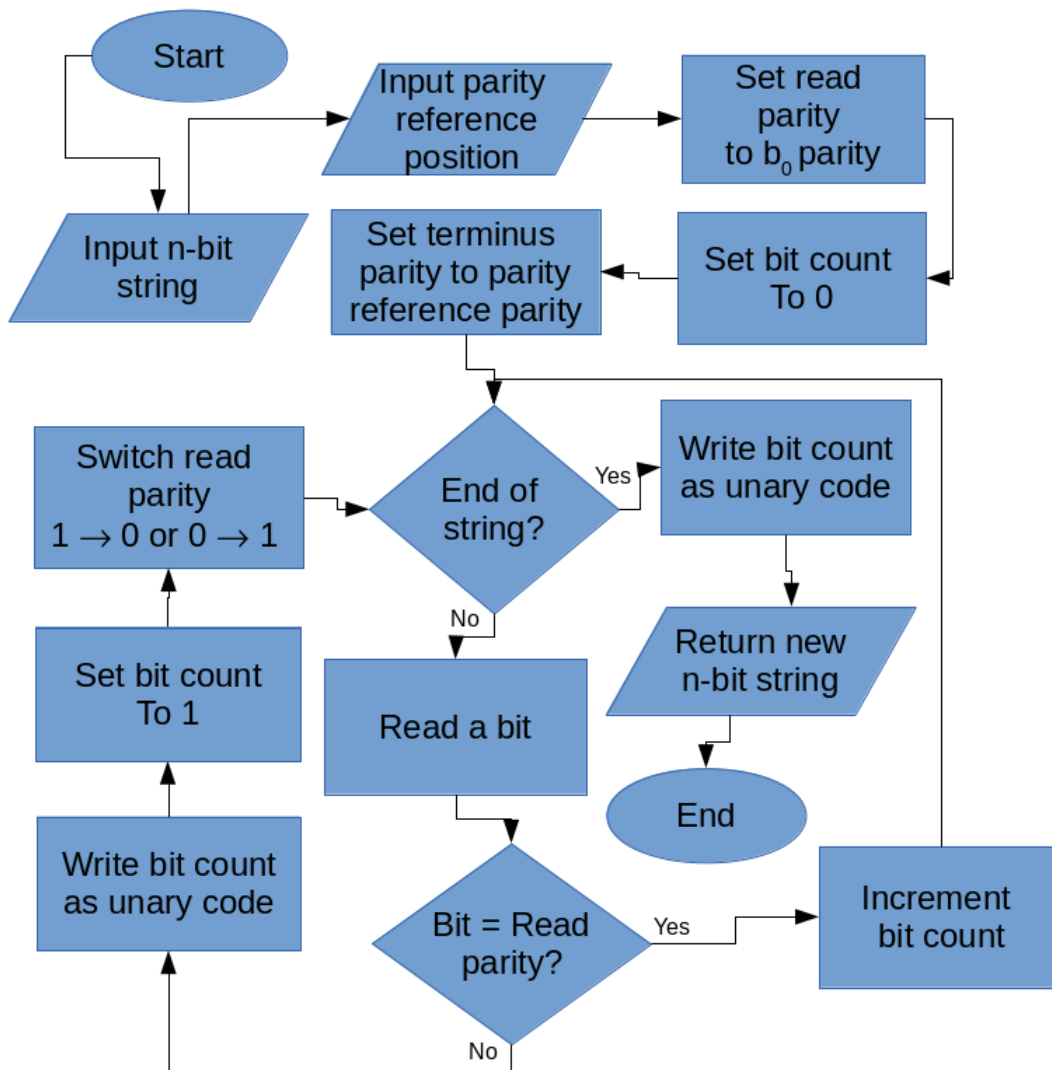 Start
Input n-bit
string
Input parity
reference
position
Set read
parity
to b₀ parity
Set bit count
To 0
Set terminus
parity to parity
reference parity
End of
string?
Yes
Write bit count
as unary code
Return new
n-bit string
End
No
Read a bit
Bit = Read
parity?
Yes
Increment
bit count
No
Write bit count
as unary code
Set bit count
To 1
Switch read
parity
1 → 0 or 0 → 1